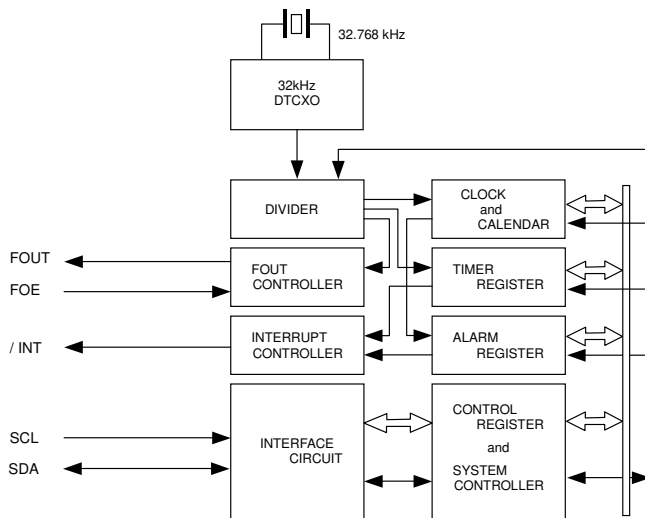 32.768 kHz
32kHz
DTCXO
DIVIDER
CLOCK
and
CALENDAR
FOUT
FOE
FOUT
CONTROLLER
TIMER
REGISTER
/ INT
INTERRUPT
CONTROLLER
ALARM
REGISTER
SCL
SDA
INTERFACE
CIRCUIT
CONTROL
REGISTER
and
SYSTEM
CONTROLLER